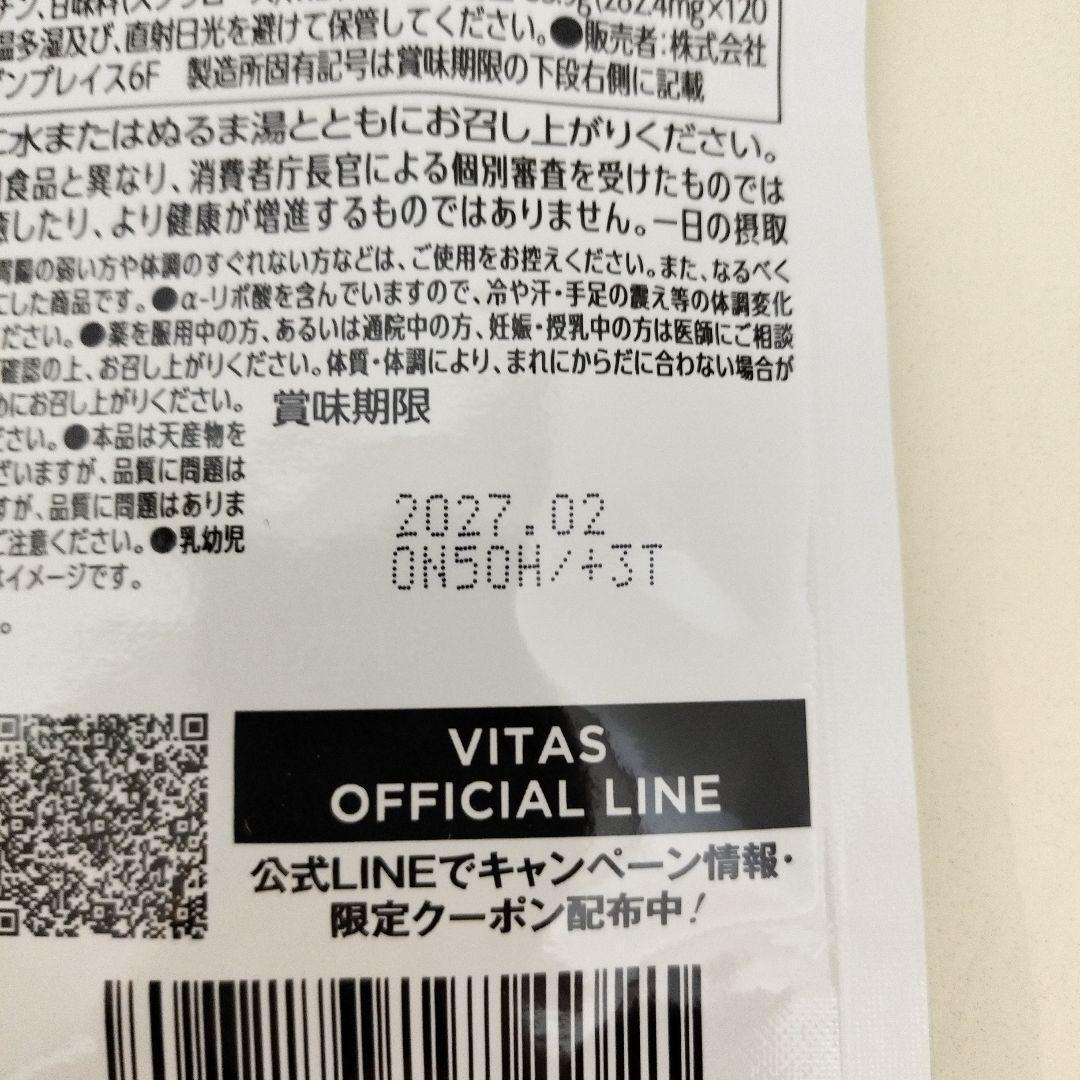 (262.4mg×120
温多湿及び、直射日光を避けて保管してください。●販売者:株式会社
ンプレイス6F 製造所固有記号は賞味期限の下段右側に記載
に水またはぬるま湯とともにお召し上がりください。
食品と異なり、消費者庁長官による個別審査を受けたものでは
したり、より健康が増進するものではありません。一日の摂取
胃腸の弱い方や体調のすぐれない方などは、ご使用をお控えください。また、なるべく
にした商品です。●α-リポ酸を含んでいますので、冷や汗・手足の震え等の体調変化
ださい。●薬を服用中の方、あるいは通院中の方、妊娠・授乳中の方は医師にご相談
確認の上、お召し上がりください。体質・体調により、まれにからだに合わない場合が
めにお召し上がりください。
ださい。●本品は天産物を
ざいますが、品質に問題は
すが、品質に問題はありま
ご注意ください。●乳幼児
はイメージです。
。
賞味期限
2027.02
0N50H/+3T
VITAS
OFFICIAL LINE
公式LINEでキャンペーン情報・
限定クーポン配布中!